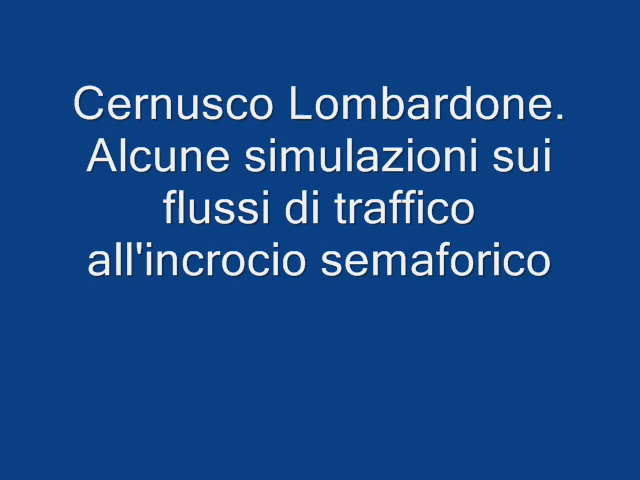 Cernusco Lombardone.
Alcune simulazioni sui
flussi di traffico
all'incrocio semaforico